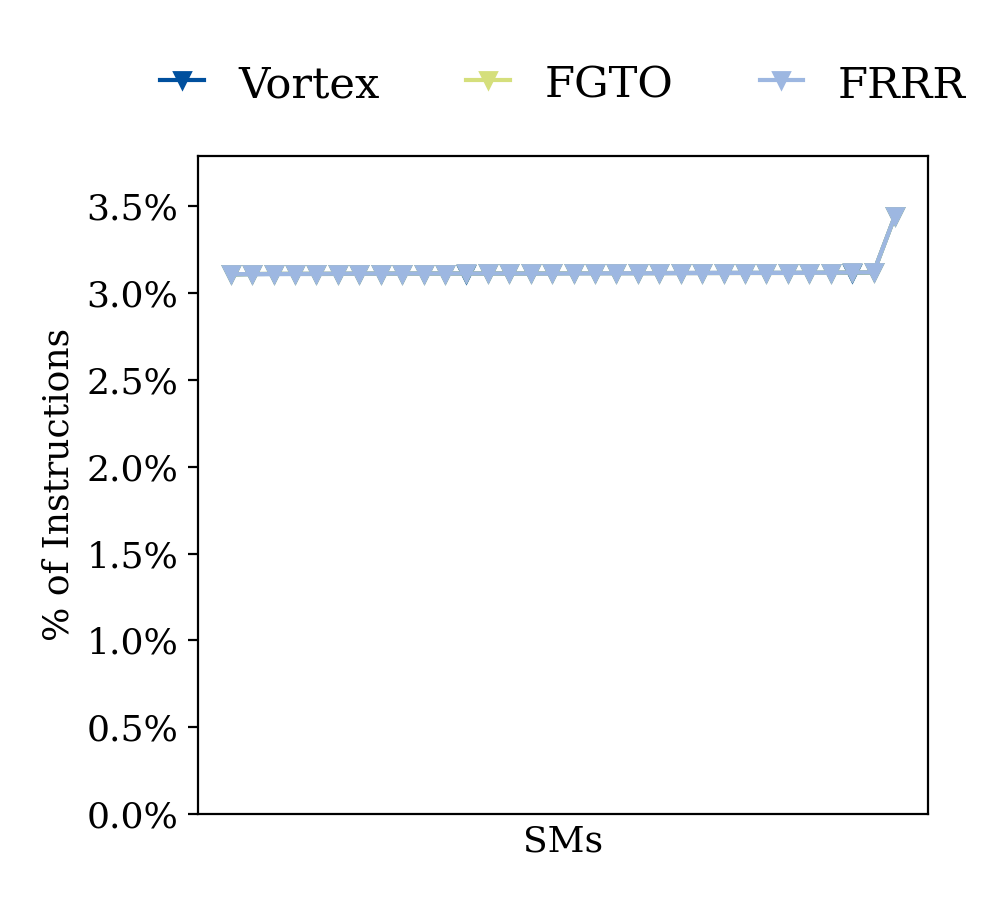 Vortex FGTO FRRR
3.5%
3.0%
2.5%
2.0%
1.5%
1.0%
0.5%
0.0%
% of Instructions
SMs